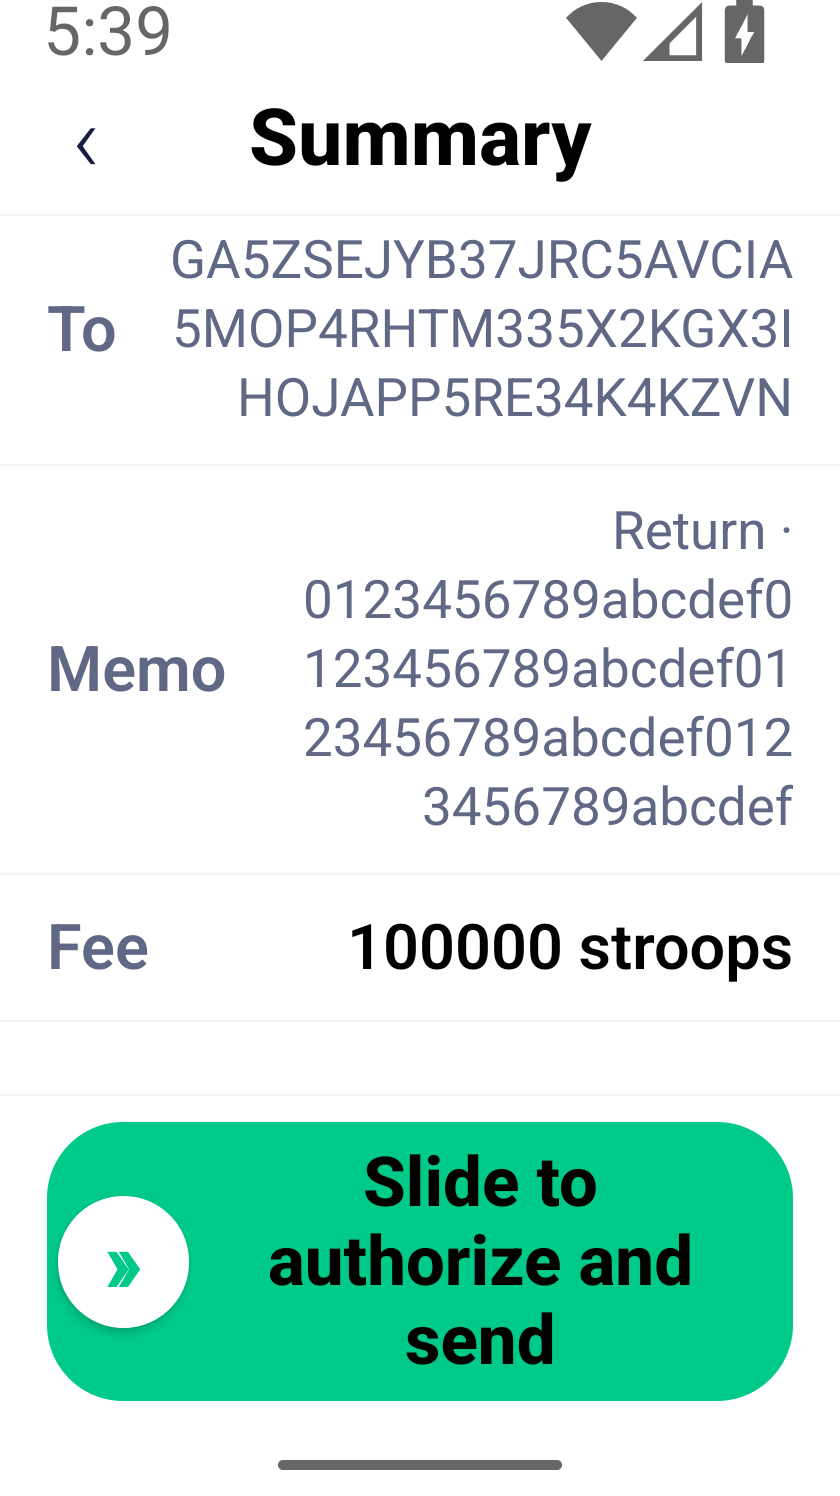 5:39
Summary
To
GA5ZSEJYB37JRC5AVCIA
5MOP4RHTM335X2KGX3I
HOJAPP5RE34K4KZVN
Memo
Return ·
0123456789abcdef0
123456789abcdef01
23456789abcdef012
3456789abcdef
Fee
100000 stroops
Slide to
authorize and
send